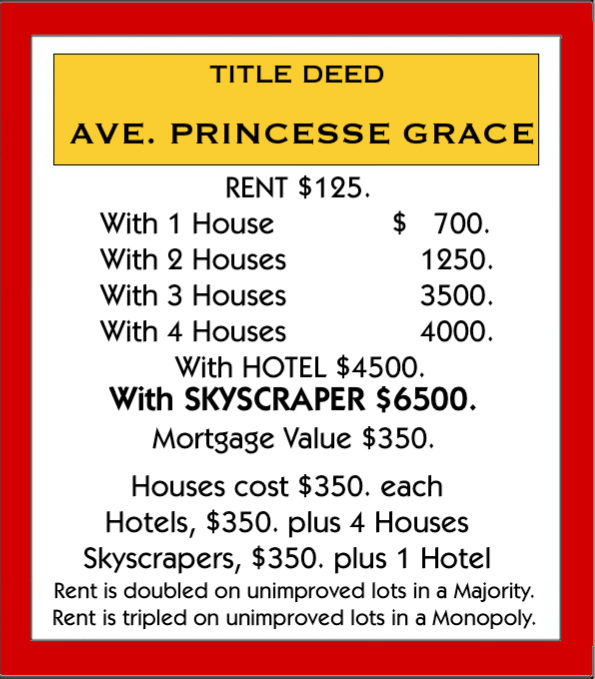 TITLE DEED
AVE. PRINCESSE GRACE
RENT $125.
With 1 House $ 700.
With 2 Houses 1250.
With 3 Houses 3500.
With 4 Houses 4000.
With HOTEL $4500.
With SKYSCRAPER $6500.
Mortgage Value $350.
Houses cost $350. each
Hotels, $350. plus 4 Houses
Skyscrapers, $350. plus 1 Hotel
Rent is doubled on unimproved lots in a Majority.
Rent is tripled on unimproved lots in a Monopoly.